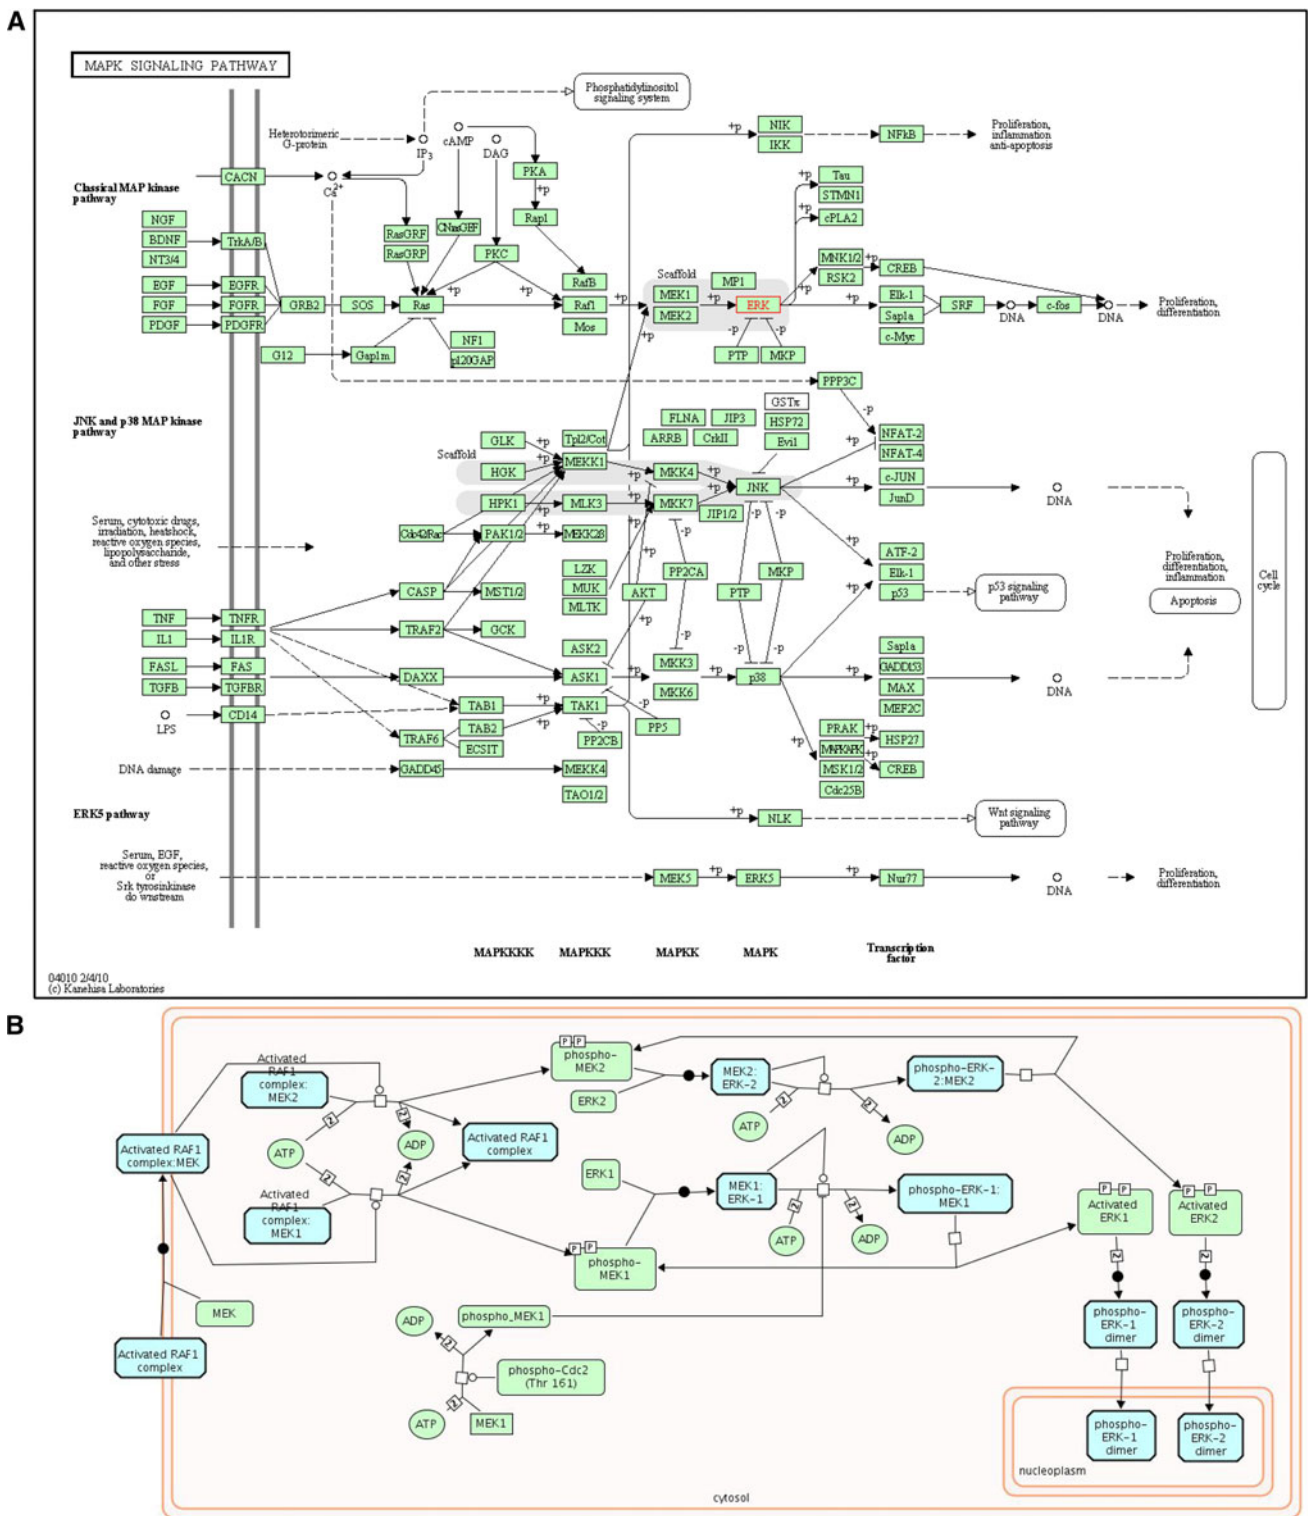 A
MAPK SIGNALING PATHWAY
Phosphatidylinositol
signaling system
Heterotorimeric
G-protein
IP3
cAMP
DAG
+p
NIK
IKK
NFkB
Proliferation,
inflammation
anti-apoptosis
Classical MAP kinase
pathway
CACN
Ca2+
PKA
+p
Rap1
Tau
STMN1
cPLA2
+p
+p
NGF
BDNF
NT3/4
TrkA/B
RasGRF
RasGRP
CNrasGEF
PKC
EGF
FGF
PDGF
EGFR
FGFR
PDGFR
GRB2
SOS
Ras
+p
+p
RafB
Raf1
Mos
+p
Scaffold
MEK1
MEK2
+p
MP1
ERK
MNK1/2
RSK2
+p
+p
CREB
Elk-1
Sap1a
c-Myc
+p
SRF
DNA
c-fos
DNA
Proliferation,
differentiation
G12
Gap1m
NF1
p120GAP
+p
-p
-p
PTP
MKP
PPP3C
-p
JNK and p38 MAP kinase
pathway
GSTπ
FLNA
JIP3
HSP72
ARRB
CrkII
Evi1
NFAT-2
NFAT-4
+p
Scaffold
GLK
HGK
HPK1
+p
+p
Tpl2/Cot
MEKK1
MLK3
+p
+p
+p
MKK4
MKK7
+p
+p
JNK
JIP1/2
+p
c-JUN
JunD
DNA
Serum, cytotoxic drugs,
irradiation, heatshock,
reactive oxygen species,
lipopolysaccharide,
and other stress
Cdc42/Rac
PAK1/2
+p
MEKK2/3
+p
-p
-p
-p
+p
ATF-2
Elk-1
p53
+p
p53 signaling
pathway
Proliferation,
differentiation,
inflammation
Apoptosis
Cell
cycle
LZK
MUK
MLTK
PP2CA
AKT
PTP
MKP
CASP
MST1/2
TNF
IL1
TNFR
IL1R
TRAF2
GCK
+p
-p
-p
-p
FASL
TGFB
FAS
TGFBR
DAXX
ASK2
ASK1
+p
MKK3
MKK6
+p
p38
+p
Sap1a
GADD153
MAX
MEF2C
DNA
LPS
CD14
TAB1
TAB2
ECSIT
TRAF6
+p
+p
TAK1
-p
PP2CB
-p
PP5
+p
PRAK
MAPKAPK
MSK1/2
Cdc25B
+p
+p
HSP27
CREB
DNA damage
GADD45
MEKK4
TAO1/2
ERK5 pathway
+p
NLK
Wnt signaling
pathway
Serum, EGF,
reactive oxygen species,
or
Srk tyrosinkinase
downstream
MEK5
+p
ERK5
+p
Nur77
DNA
Proliferation,
differentiation
MAPKKKK
MAPKKK
MAPKK
MAPK
Transcription
factor
04010 2/4/10
(c) Kanehisa Laboratories
B
Activated
RAF1
complex:
MEK2
P
P
phospho-
MEK2
ERK2
MEK2:
ERK-2
phospho-ERK-
2:MEK2
2
2
2
2
ATP
ADP
Activated RAF1
complex:MEK
ATP
ADP
Activated RAF1
complex
2
2
Activated
RAF1
complex:
MEK1
ERK1
MEK1:
ERK-1
phospho-ERK-1:
MEK1
2
2
ATP
ADP
P
P
Activated
ERK1
P
P
Activated
ERK2
2
2
P
P
phospho-
MEK1
MEK
Activated RAF1
complex
ADP
phospho_MEK1
2
phospho-Cdc2
(Thr 161)
2
ATP
MEK1
phospho-
ERK-1
dimer
phospho-
ERK-2
dimer
phospho-
ERK-1
dimer
phospho-
ERK-2
dimer
nucleoplasm
cytosol